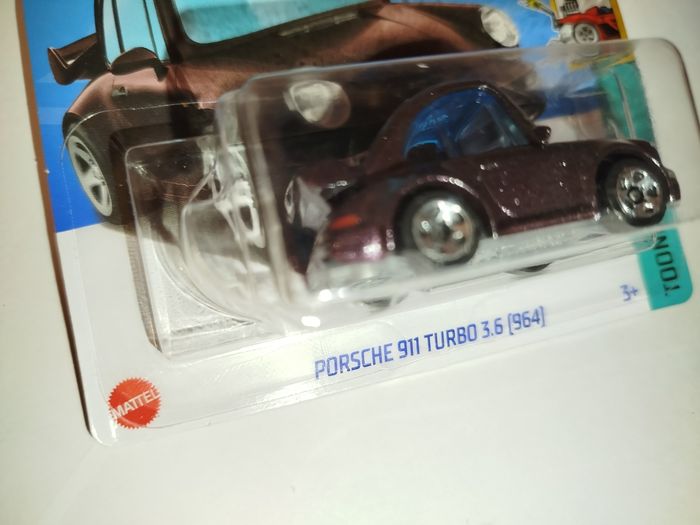 PORSCHE 911 TURBO 3.6 [964]
3+
TOON
MATTEL